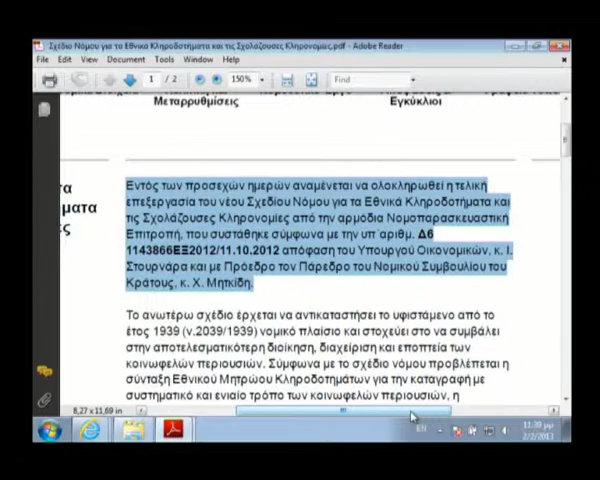 Σχέδιο Νόμου για τα Εθνικά Κληροδοτήματα και τις Σχολάζουσες Κληρονομιές.pdf - Adobe Reader
File Edit View Document Tools Window Help
1 / 2 150% Find
Μεταρρυθμίσεις Εγκύκλιοι
τα
ματα
ς
Εντός των προσεχών ημερών αναμένεται να ολοκληρωθεί η τελική
επεξεργασία του νέου Σχεδίου Νόμου για τα Εθνικά Κληροδοτήματα και
τις Σχολάζουσες Κληρονομιές από την αρμόδια Νομοπαρασκευαστική
Επιτροπή, που συστάθηκε σύμφωνα με την υπ΄αριθμ. Δ6
1143866ΕΞ2012/11.10.2012 απόφαση του Υπουργού Οικονομικών, κ. Ι.
Στουρνάρα και με Πρόεδρο τον Πάρεδρο του Νομικού Συμβουλίου του
Κράτους, κ. Χ. Μητκίδη.
Το ανωτέρω σχέδιο έρχεται να αντικαταστήσει το υφιστάμενο από το
έτος 1939 (ν.2039/1939) νομικό πλαίσιο και στοχεύει στο να συμβάλει
στην αποτελεσματικότερη διοίκηση, διαχείριση και εποπτεία των
κοινωφελών περιουσιών. Σύμφωνα με το σχέδιο νόμου προβλέπεται η
σύνταξη Εθνικού Μητρώου Κληροδοτημάτων για την καταγραφή με
συστηματικό και ενιαίο τρόπο των κοινωφελών περιουσιών, η
8,27 x 11,69 in
EN 11:39 μμ
2/2/2013